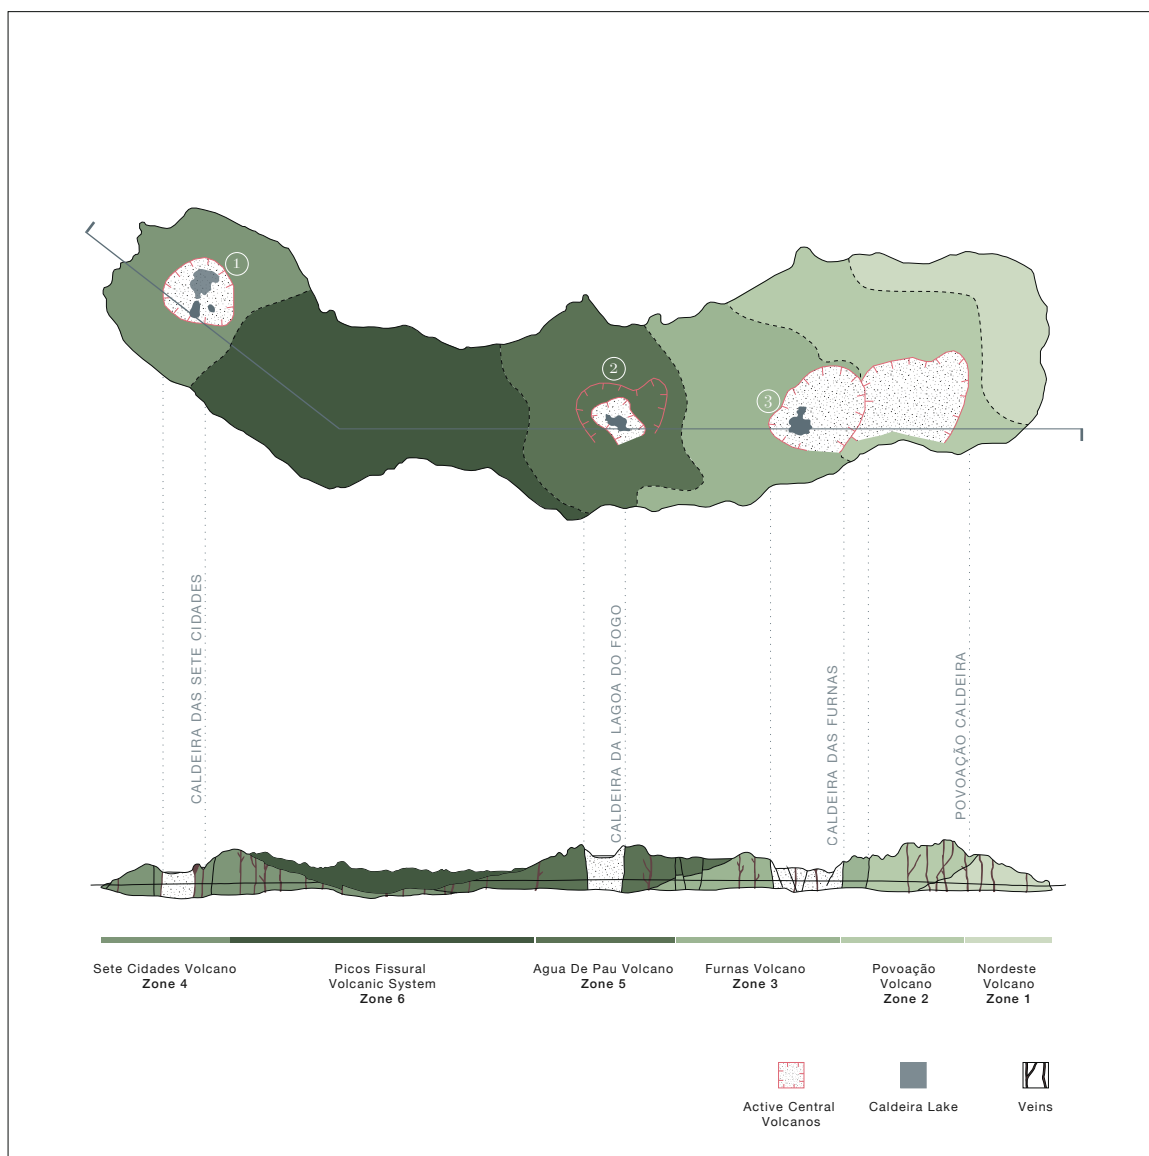 1
2
3
CALDEIRA DAS SETE CIDADES
CALDEIRA DA LAGOA DO FOGO
CALDEIRA DAS FURNAS
POVOAÇÃO CALDEIRA
Sete Cidades Volcano
Zone 4
Picos Fissural
Volcanic System
Zone 6
Agua De Pau Volcano
Zone 5
Furnas Volcano
Zone 3
Povoação
Volcano
Zone 2
Nordeste
Volcano
Zone 1
Active Central
Volcanos
Caldeira Lake
Veins